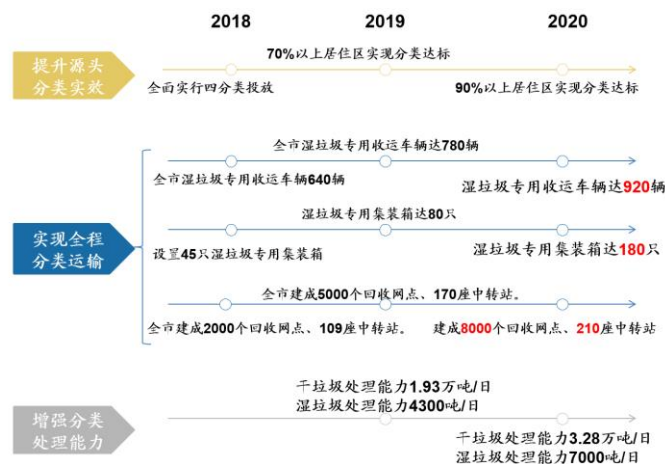 2018 2019 2020
提升源头
分类实效
70%以上居住区实现分类达标
全面实行四分类投放
90%以上居住区实现分类达标
实现全程
分类运输
全市湿垃圾专用收运车辆达780辆
全市湿垃圾专用收运车辆640辆
湿垃圾专用收运车辆达920辆
湿垃圾专用集装箱达80只
设置45只湿垃圾专用集装箱
湿垃圾专用集装箱达180只
全市建成5000个回收网点、170座中转站。
全市建成2000个回收网点、109座中转站。
建成8000个回收网点、210座中转站
增强分类
处理能力
干垃圾处理能力1.93万吨/日
湿垃圾处理能力4300吨/日
干垃圾处理能力3.28万吨/日
湿垃圾处理能力7000吨/日